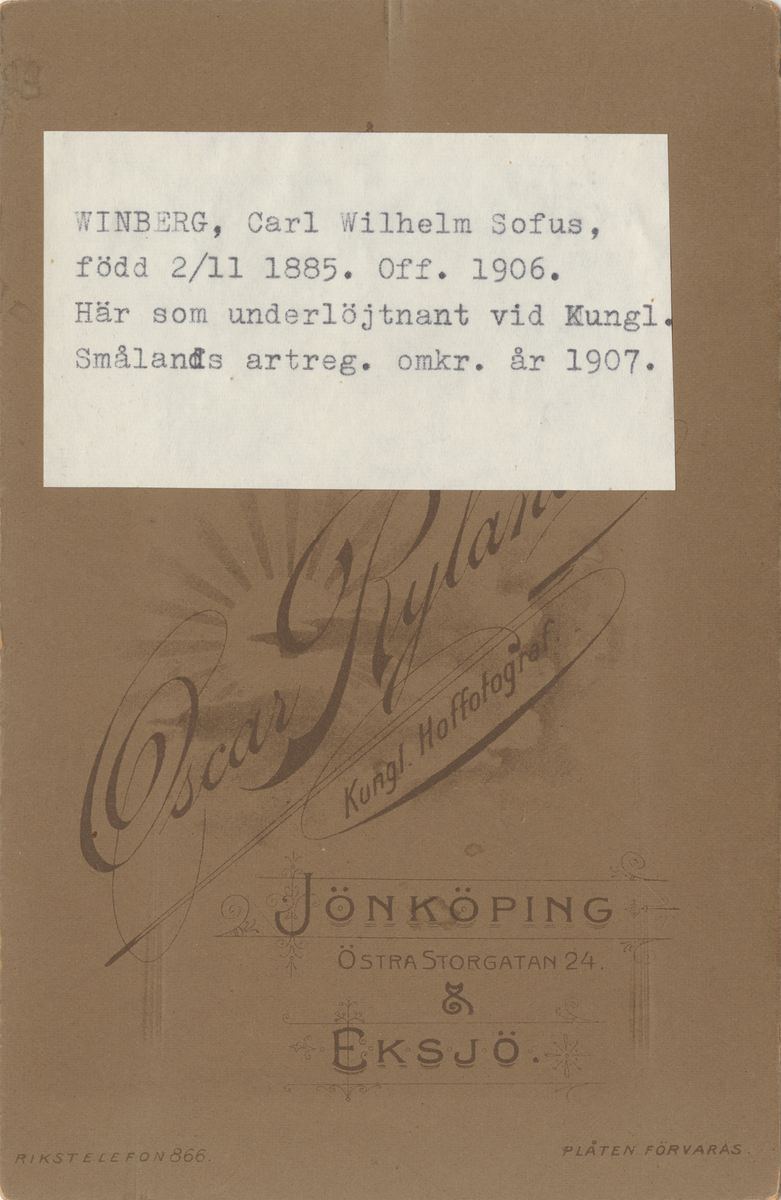 WINBERG, Carl Wilhelm Sofus,
född 2/11 1885. Off. 1906.
Här som underlöjtnant vid Kungl.
Smålands artreg. omkr. år 1907.
Oscar Rylan
Kungl. Hoffotograf.
JÖNKÖPING
ÖSTRA STORGATAN 24.
&
EKSJÖ.
RIKSTELEFON 866.
PLÅTEN FÖRVARAS.